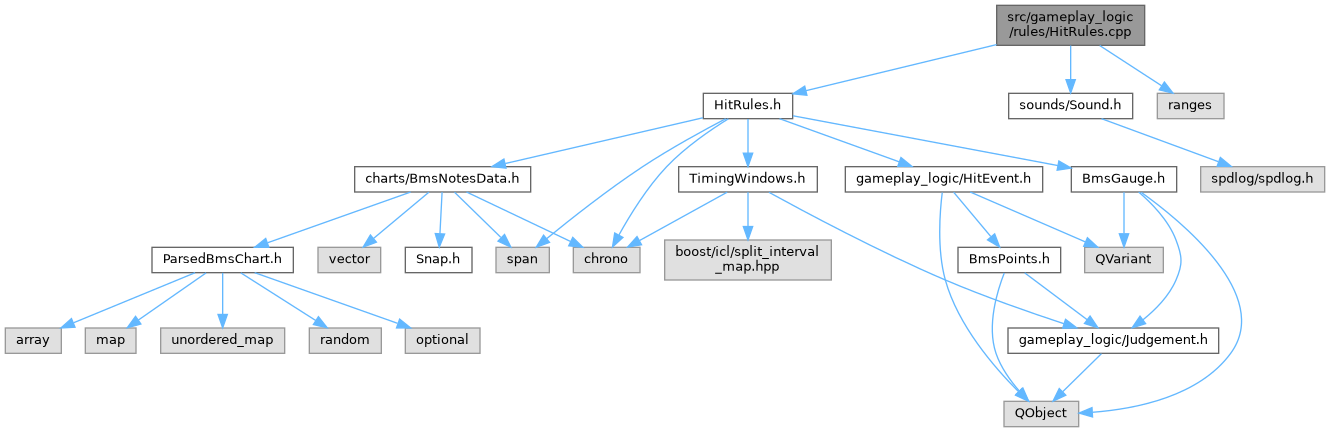 src/gameplay_logic
/rules/HitRules.cpp
HitRules.h
sounds/Sound.h
ranges
charts/BmsNotesData.h
TimingWindows.h
gameplay_logic/HitEvent.h
BmsGauge.h
spdlog/spdlog.h
ParsedBmsChart.h
vector
Snap.h
span
chrono
boost/icl/split_interval
_map.hpp
BmsPoints.h
QVariant
array
map
unordered_map
random
optional
gameplay_logic/Judgement.h
QObject